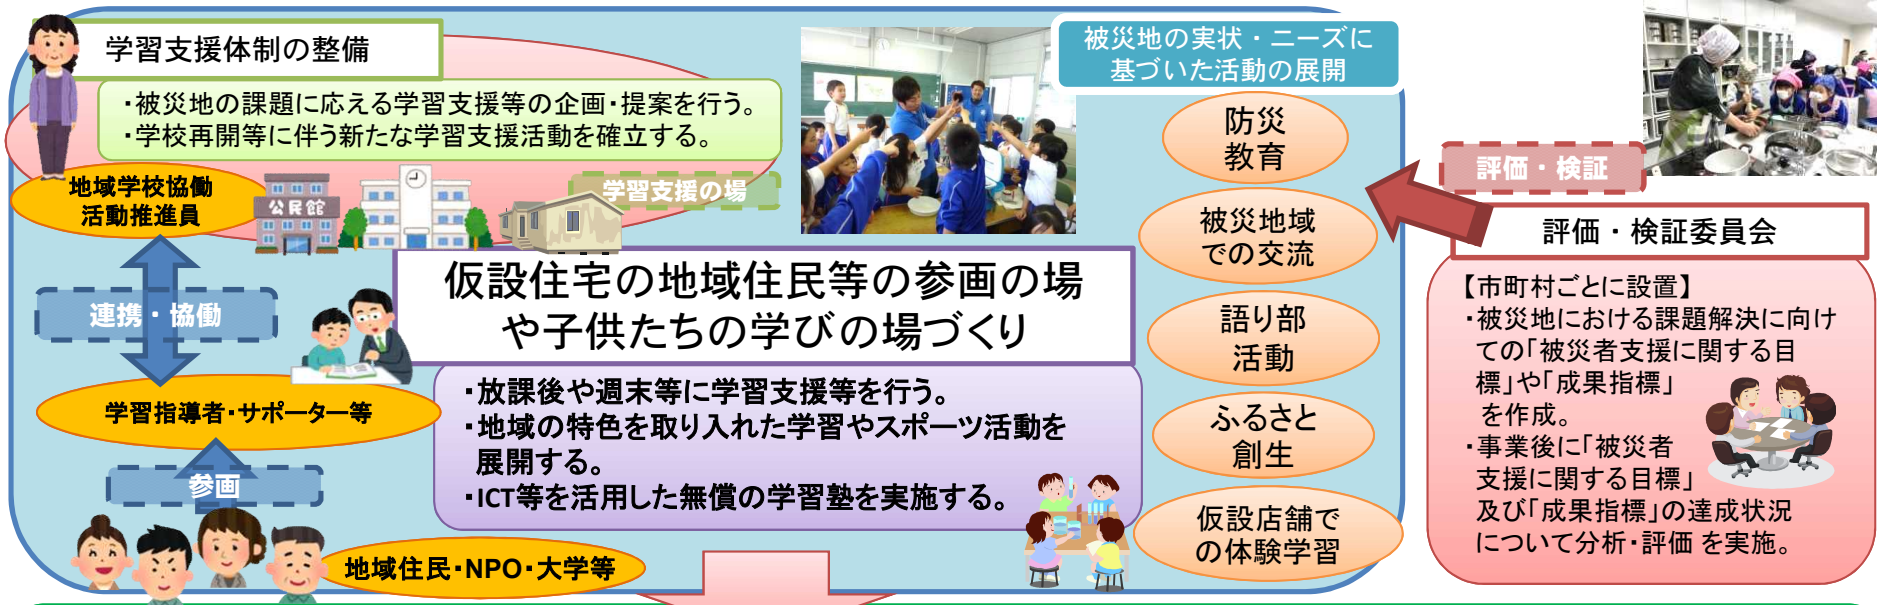 学習支援体制の整備
・被災地の課題に応える学習支援等の企画・提案を行う。
・学校再開等に伴う新たな学習支援活動を確立する。
地域学校協働
活動推進員
公民館
学習支援の場
連携・協働
学習指導者・サポーター等
参画
地域住民・NPO・大学等
仮設住宅の地域住民等の参画の場
や子供たちの学びの場づくり
・放課後や週末等に学習支援等を行う。
・地域の特色を取り入れた学習やスポーツ活動を
展開する。
・ICT等を活用した無償の学習塾を実施する。
被災地の実状・ニーズに
基づいた活動の展開
防災
教育
被災地域
での交流
語り部
活動
ふるさと
創生
仮設店舗で
の体験学習
評価・検証
評価・検証委員会
【市町村ごとに設置】
・被災地における課題解決に向け
ての「被災者支援に関する目
標」や「成果指標」
を作成。
・事業後に「被災者
支援に関する目標」
及び「成果指標」の達成状況
について分析・評価 を実施。